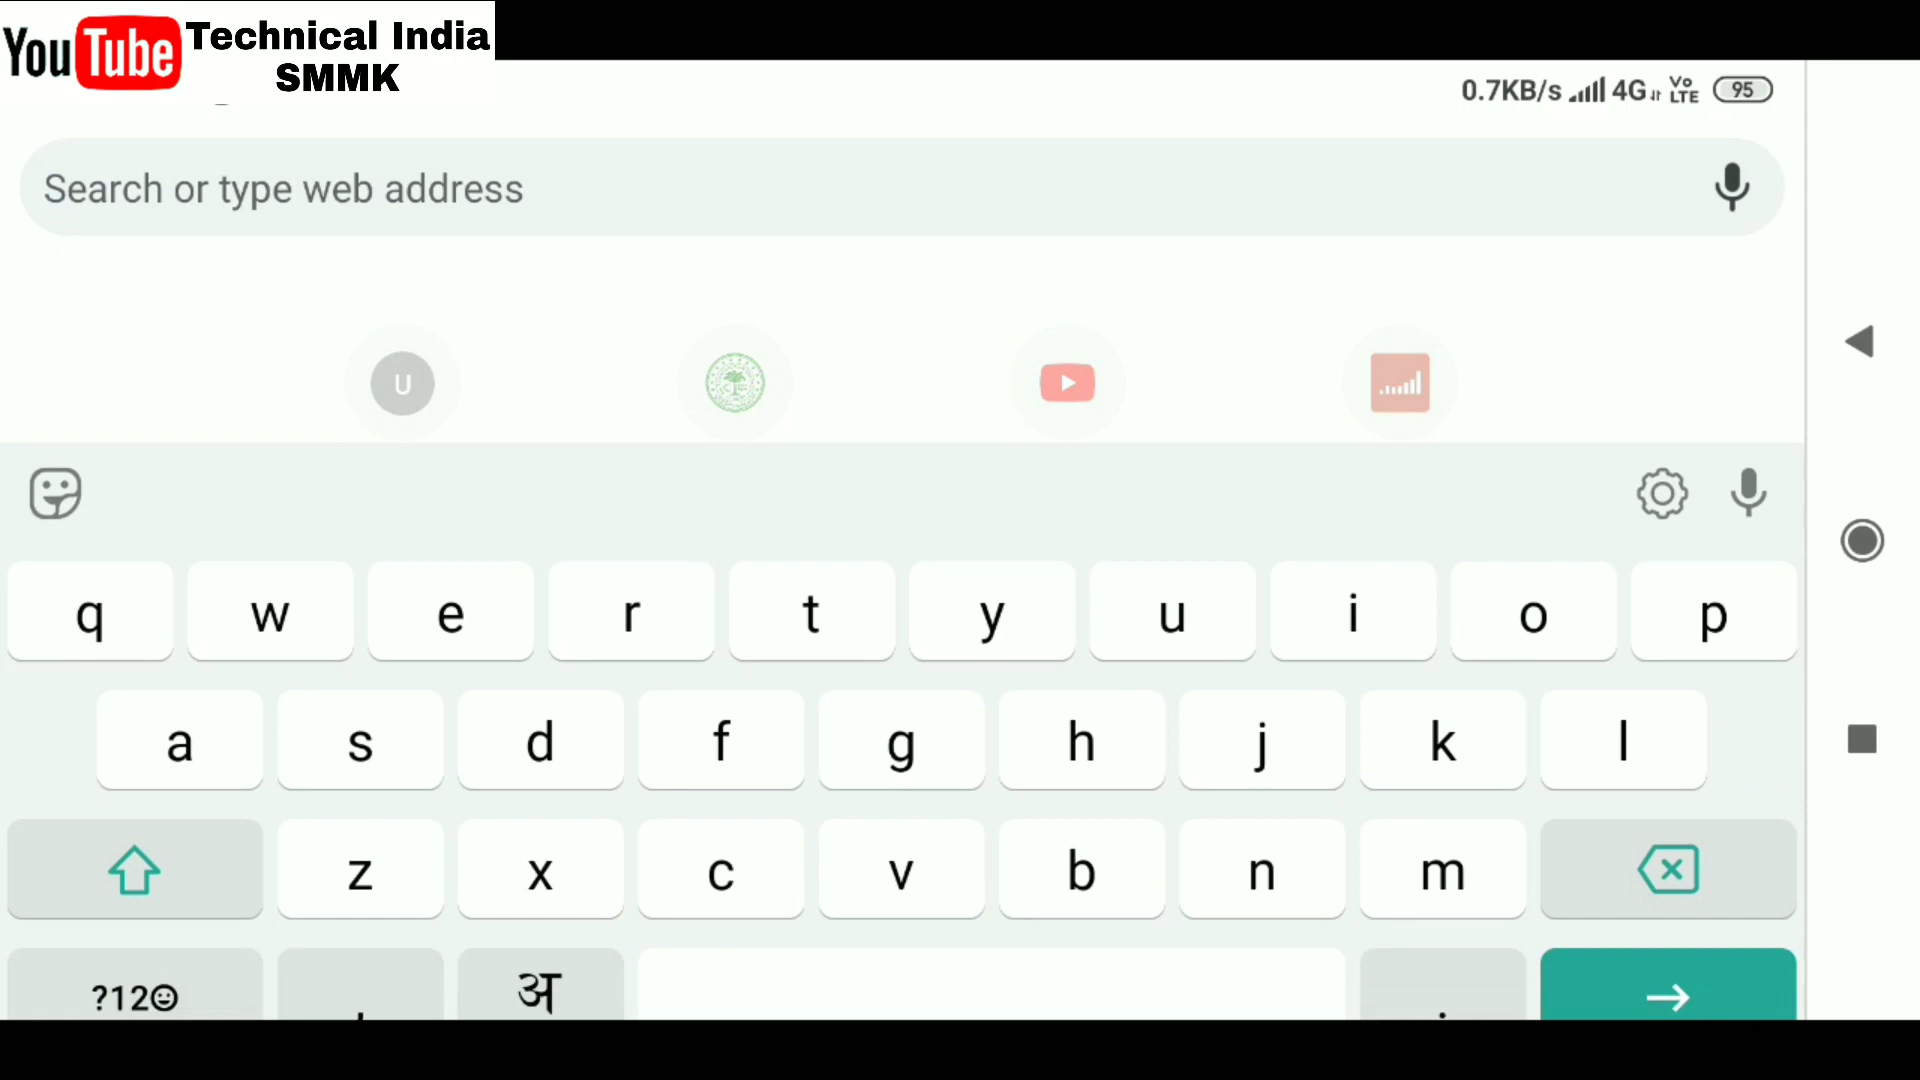 YouTube Technical India
SMMK
0.7KB/s 4G Vo LTE 95
Search or type web address
U
q w e r t y u i o p
a s d f g h j k l
z x c v b n m
?12☺ , अ .